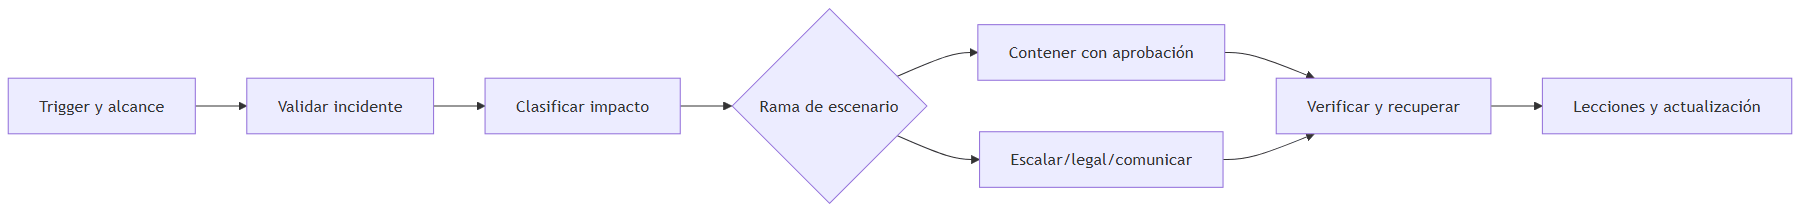 Trigger y alcance
Validar incidente
Clasificar impacto
Rama de escenario
Contener con aprobación
Escalar/legal/comunicar
Verificar y recuperar
Lecciones y actualización